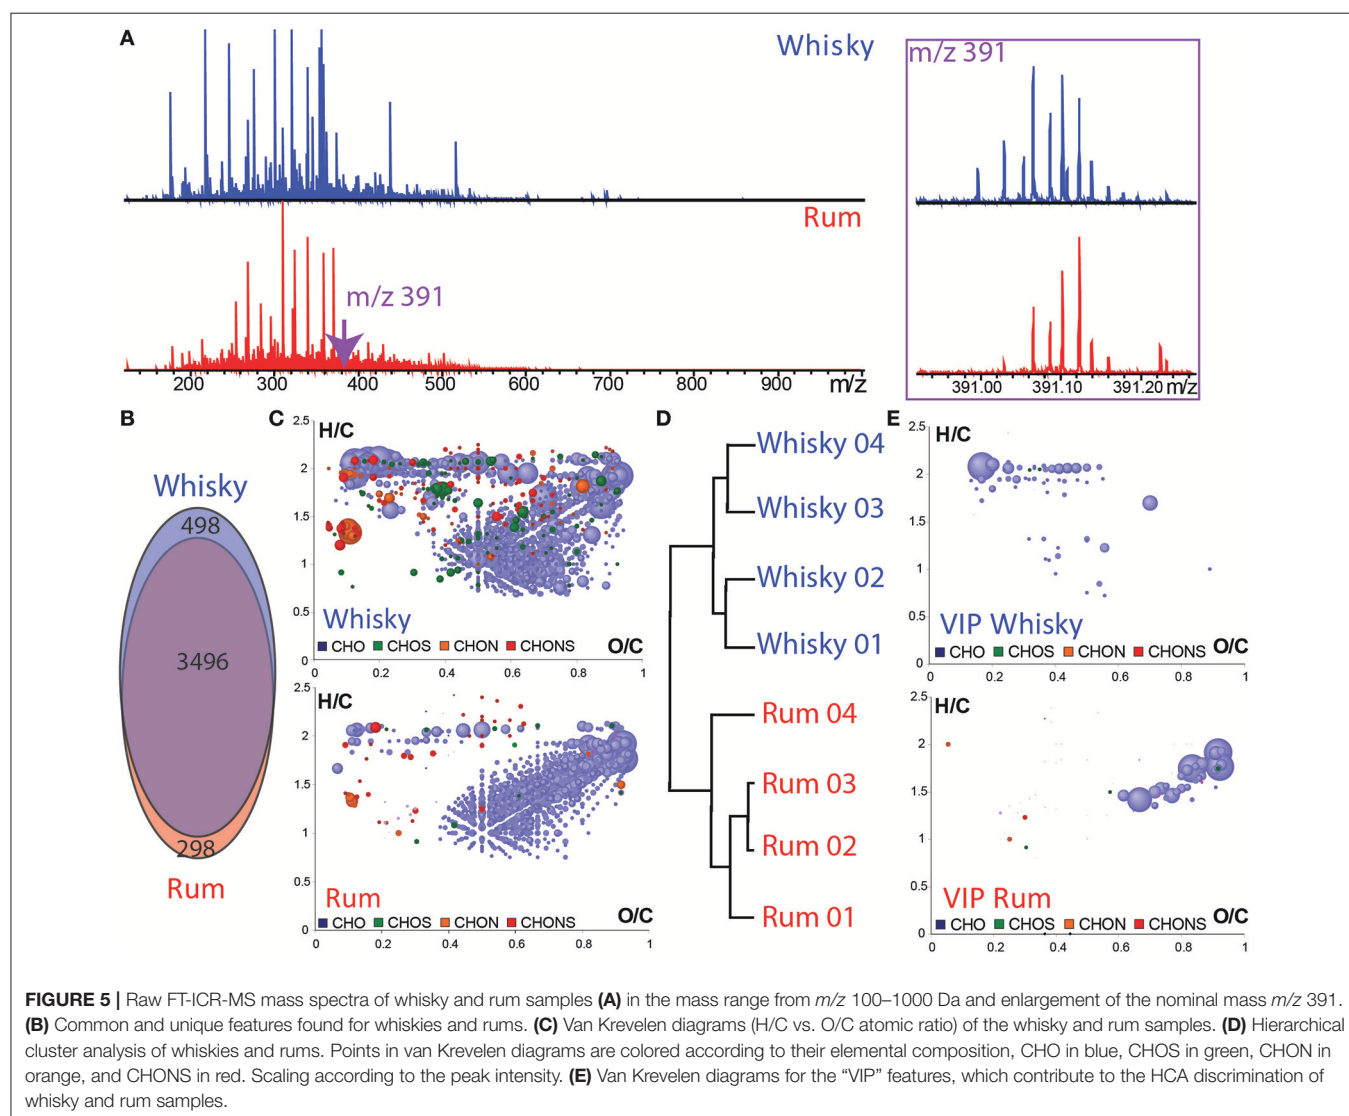 A
Whisky
m/z 391
Rum
m/z 391
200 300 400 500 600 700 800 900 m/z
391.00 391.10 391.20 m/z
B
Whisky
498
3496
298
Rum
C
2.5
H/C
2
1.5
1
0.5
Whisky
O/C
CHO CHOS CHON CHONS
0
0 0.2 0.4 0.6 0.8 1
2.5
H/C
2
1.5
1
0.5
Rum
O/C
CHO CHOS CHON CHONS
0
0 0.2 0.4 0.6 0.8 1
D
Whisky 04
Whisky 03
Whisky 02
Whisky 01
Rum 04
Rum 03
Rum 02
Rum 01
E
2.5
H/C
2
1.5
1
0.5
VIP Whisky
O/C
CHO CHOS CHON CHONS
0
0 0.2 0.4 0.6 0.8 1
2.5
H/C
2
1.5
1
0.5
VIP Rum
O/C
CHO CHOS CHON CHONS
0
0 0.2 0.4 0.6 0.8 1
FIGURE 5 | Raw FT-ICR-MS mass spectra of whisky and rum samples (A) in the mass range from m/z 100–1000 Da and enlargement of the nominal mass m/z 391.
(B) Common and unique features found for whiskies and rums. (C) Van Krevelen diagrams (H/C vs. O/C atomic ratio) of the whisky and rum samples. (D) Hierarchical
cluster analysis of whiskies and rums. Points in van Krevelen diagrams are colored according to their elemental composition, CHO in blue, CHOS in green, CHON in
orange, and CHONS in red. Scaling according to the peak intensity. (E) Van Krevelen diagrams for the “VIP” features, which contribute to the HCA discrimination of
whisky and rum samples.